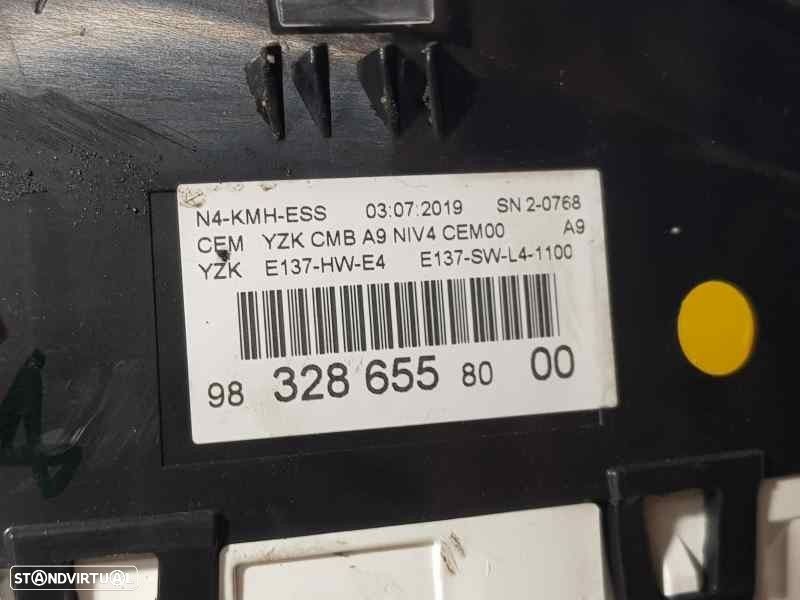 N4-KMH-ESS 03:07:2019 SN 2-0768
CEM YZK CMB A9 NIV4 CEM00 A9
YZK E137-HW-E4 E137-SW-L4-1100
98 328 655 80 00
STANDVIRTUAL